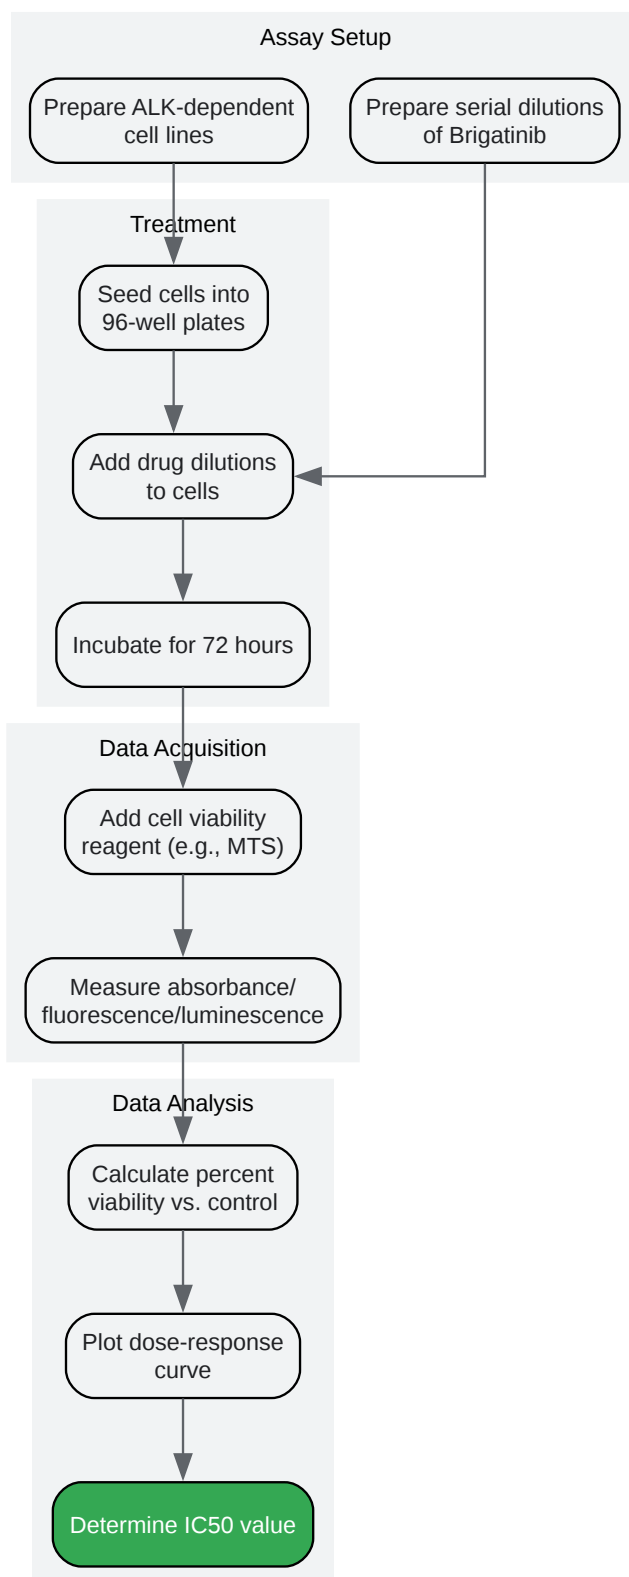 Assay Setup
Prepare ALK-dependent
cell lines
Prepare serial dilutions
of Brigatinib
Treatment
Seed cells into
96-well plates
Add drug dilutions
to cells
Incubate for 72 hours
Data Acquisition
Add cell viability
reagent (e.g., MTS)
Measure absorbance/
fluorescence/luminescence
Data Analysis
Calculate percent
viability vs. control
Plot dose-response
curve
Determine IC50 value